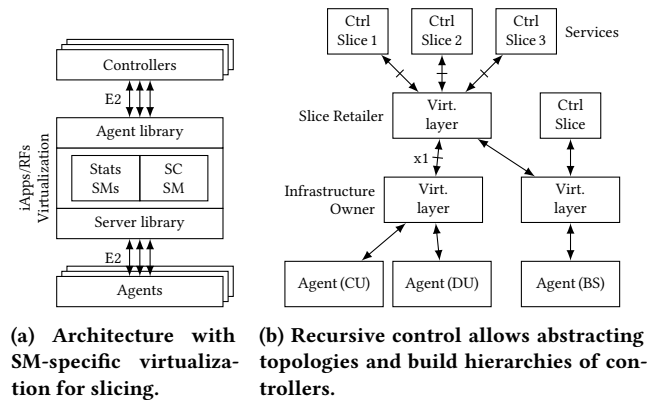 Controllers
E2
Agent library
iApps/RFs
Virtualization
Stats
SMs
SC
SM
Server library
E2
Agents
(a) Architecture with
SM-specific virtualiza-
tion for slicing.
Ctrl
Slice 1
Ctrl
Slice 2
Ctrl
Slice 3
Services
Slice Retailer
Virt.
layer
Ctrl
Slice
x1
Infrastructure
Owner
Virt.
layer
Virt.
layer
Agent (CU)
Agent (DU)
Agent (BS)
(b) Recursive control allows abstracting
topologies and build hierarchies of con-
trollers.